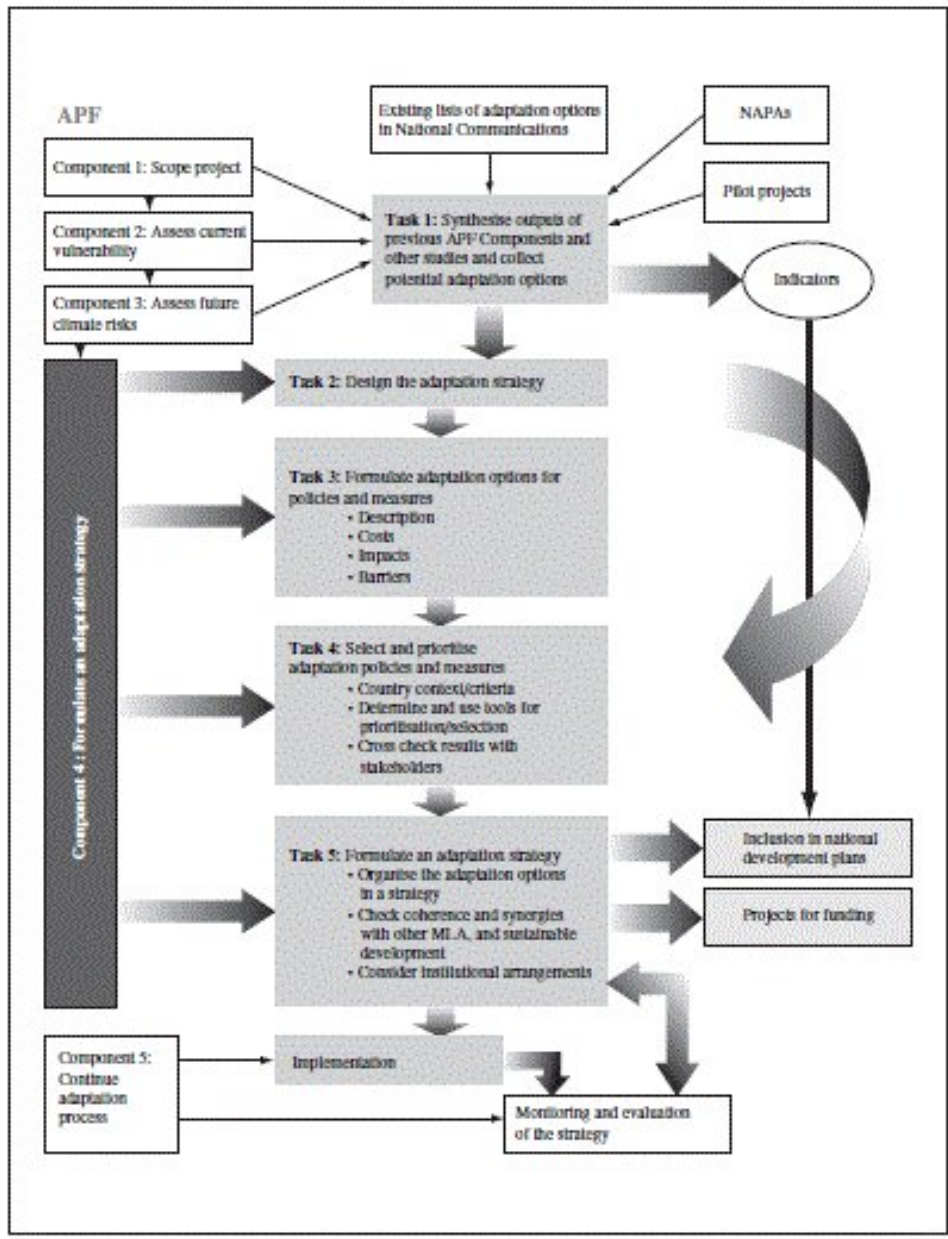 APF
Existing lists of adaptation options
in National Communications
NAPAs
Component 1: Scope project
Pilot projects
Task 1: Synthesise outputs of
previous APF Components and
other studies and collect
potential adaptation options
Component 2: Assess current
vulnerability
Indicators
Component 3: Assess future
climate risks
Component 4 : Formulate an adaptation strategy
Task 2: Design the adaptation strategy
Task 3: Formulate adaptation options for
policies and measures
• Description
• Costs
• Impacts
• Barriers
Task 4: Select and prioritise
adaptation policies and measures
• Country context/criteria
• Determine and use tools for
prioritisation/selection
• Cross check results with
stakeholders
Task 5: Formulate an adaptation strategy
• Organise the adaptation options
in a strategy
• Check coherence and synergies
with other MLA, and sustainable
development
• Consider institutional arrangements
Inclusion in national
development plans
Projects for funding
Component 5:
Continue
adaptation
process
Implementation
Monitoring and evaluation
of the strategy